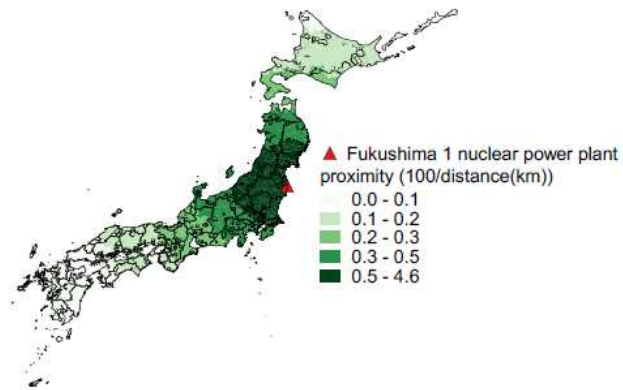 Fukushima 1 nuclear power plant
proximity (100/distance(km))
0.0 - 0.1
0.1 - 0.2
0.2 - 0.3
0.3 - 0.5
0.5 - 4.6